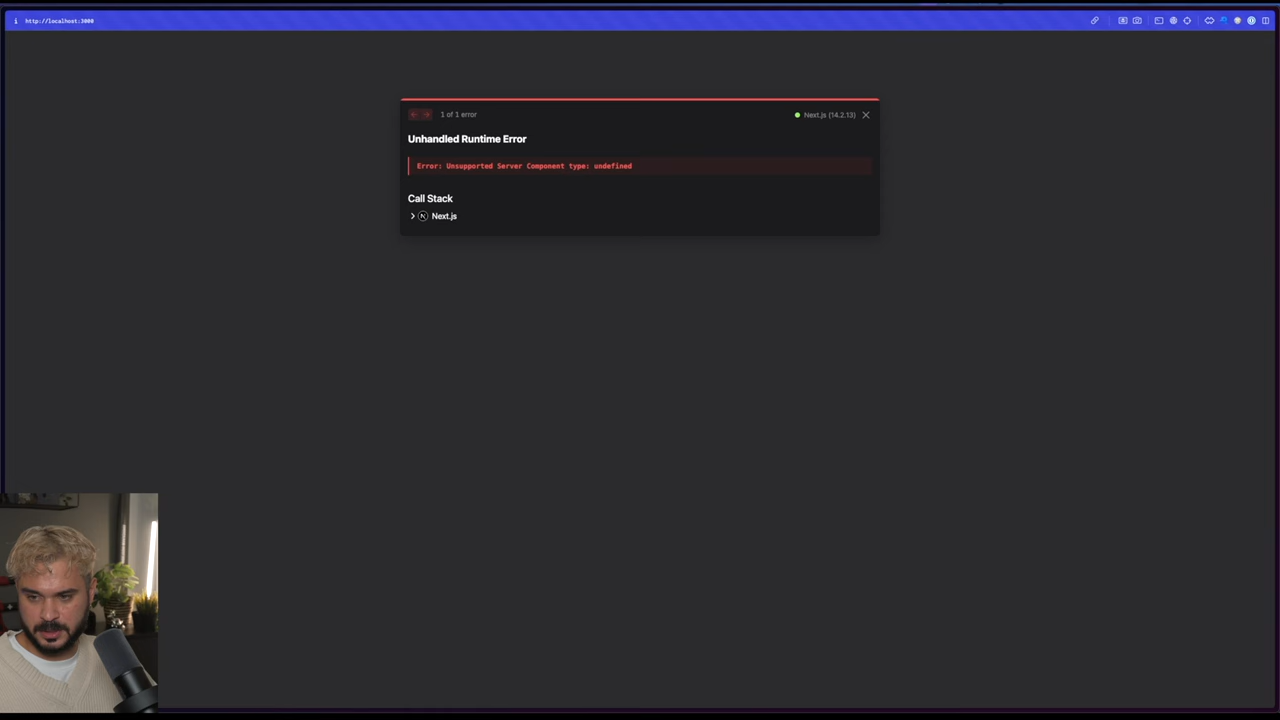 http://localhost:3000
1 of 1 error
Next.js (14.2.13)
Unhandled Runtime Error
Error: Unsupported Server Component type: undefined
Call Stack
Next.js